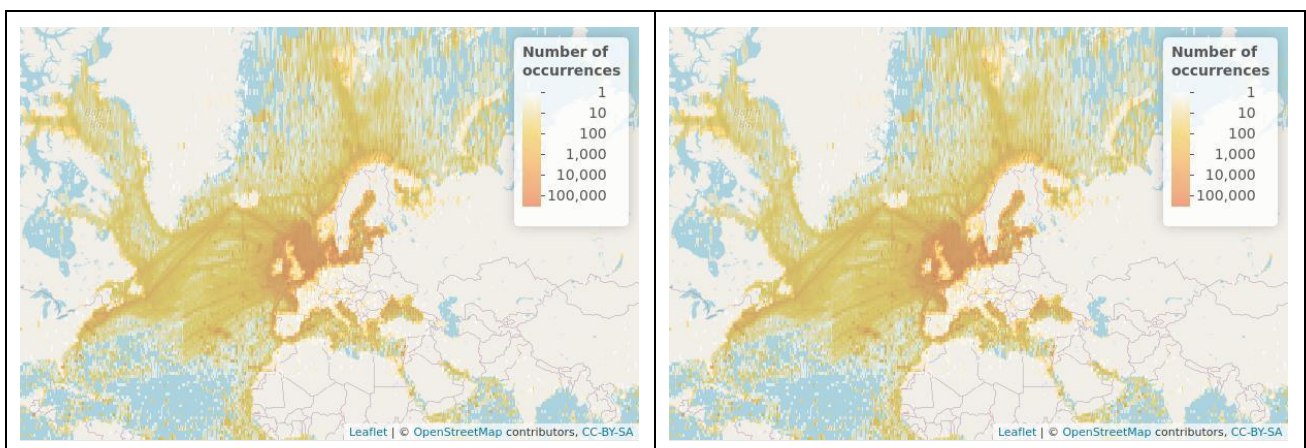 Number of
occurrences
1
10
100
1,000
10,000
100,000
Leaflet | © OpenStreetMap contributors, CC-BY-SA
Number of
occurrences
1
10
100
1,000
10,000
100,000
Leaflet | © OpenStreetMap contributors, CC-BY-SA